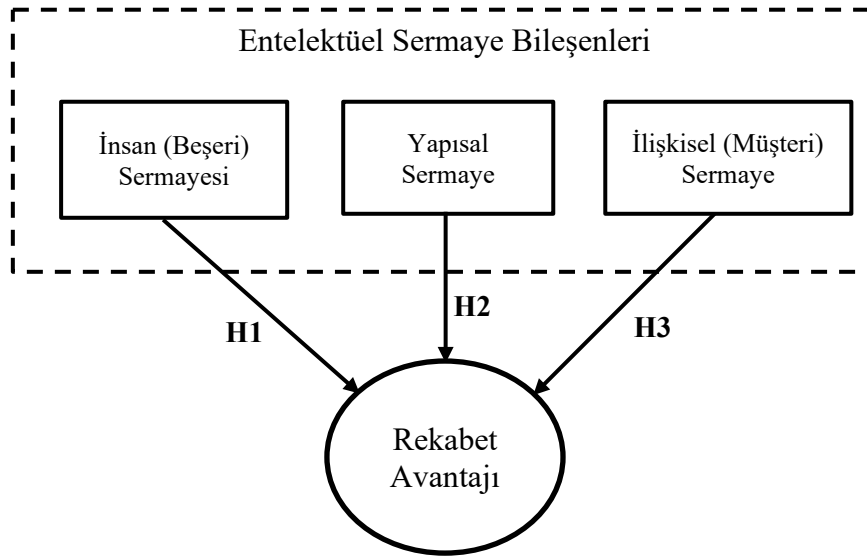 Entelektüel Sermaye Bileşenleri
İnsan (Beşeri)
Sermayesi
Yapısal
Sermaye
İlişkisel (Müşteri)
Sermaye
H1
H2
H3
Rekabet
Avantajı